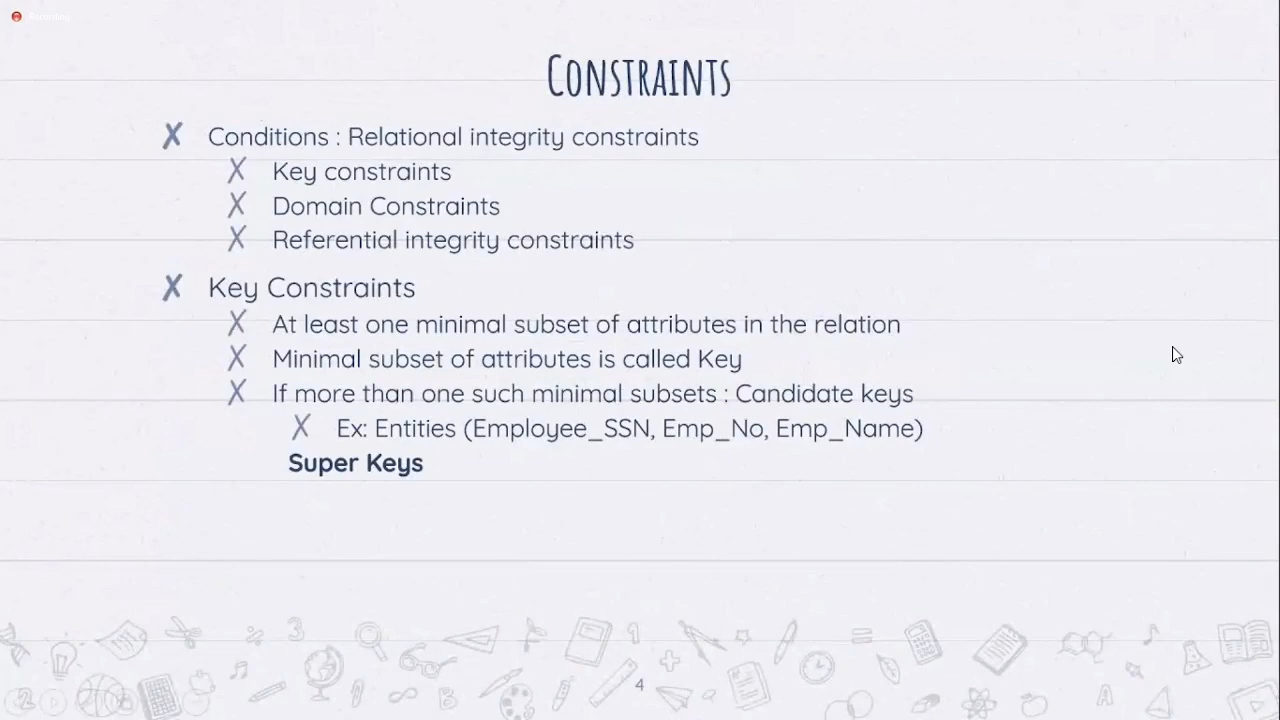 Recording
Constraints
✗ Conditions : Relational integrity constraints
✗ Key constraints
✗ Domain Constraints
✗ Referential integrity constraints
✗ Key Constraints
✗ At least one minimal subset of attributes in the relation
✗ Minimal subset of attributes is called Key
✗ If more than one such minimal subsets : Candidate keys
✗ Ex: Entities (Employee_SSN, Emp_No, Emp_Name)
Super Keys
4